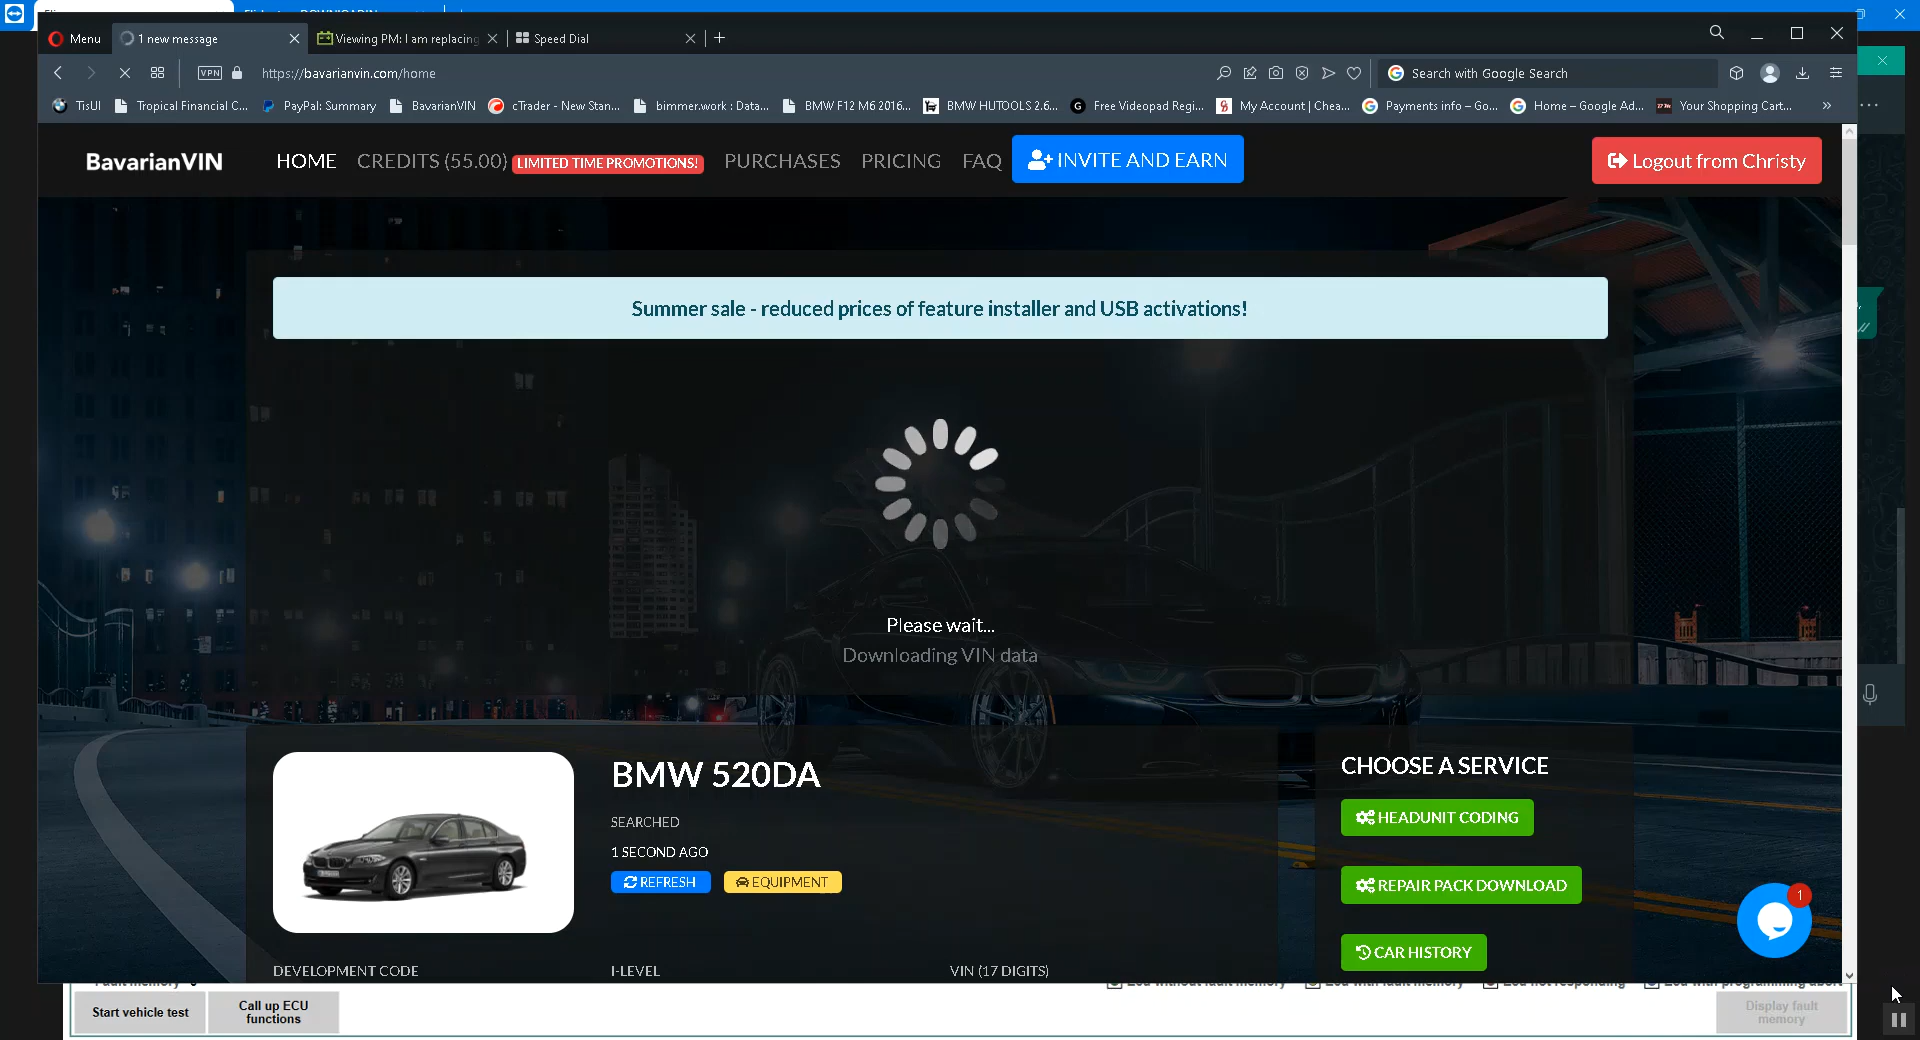 Menu
1 new message
Viewing PM: I am replacing
Speed Dial
VPN
https://bavarianvin.com/home
Search with Google Search
TisUI
Tropical Financial C...
PayPal: Summary
BavarianVIN
cTrader - New Stan...
bimmer.work : Data...
BMW F12 M6 2016...
BMW HUTOOLS 2.6...
Free Videopad Regi...
My Account | Chea...
Payments info – Go...
Home – Google Ad...
Your Shopping Cart...
BavarianVIN
HOME
CREDITS (55.00)
LIMITED TIME PROMOTIONS!
PURCHASES
PRICING
FAQ
INVITE AND EARN
Logout from Christy
Summer sale - reduced prices of feature installer and USB activations!
Please wait...
Downloading VIN data
BMW 520DA
SEARCHED
1 SECOND AGO
REFRESH
EQUIPMENT
CHOOSE A SERVICE
HEADUNIT CODING
REPAIR PACK DOWNLOAD
CAR HISTORY
1
DEVELOPMENT CODE
I-LEVEL
VIN (17 DIGITS)
Start vehicle test
Call up ECU
functions
Display fault
memory